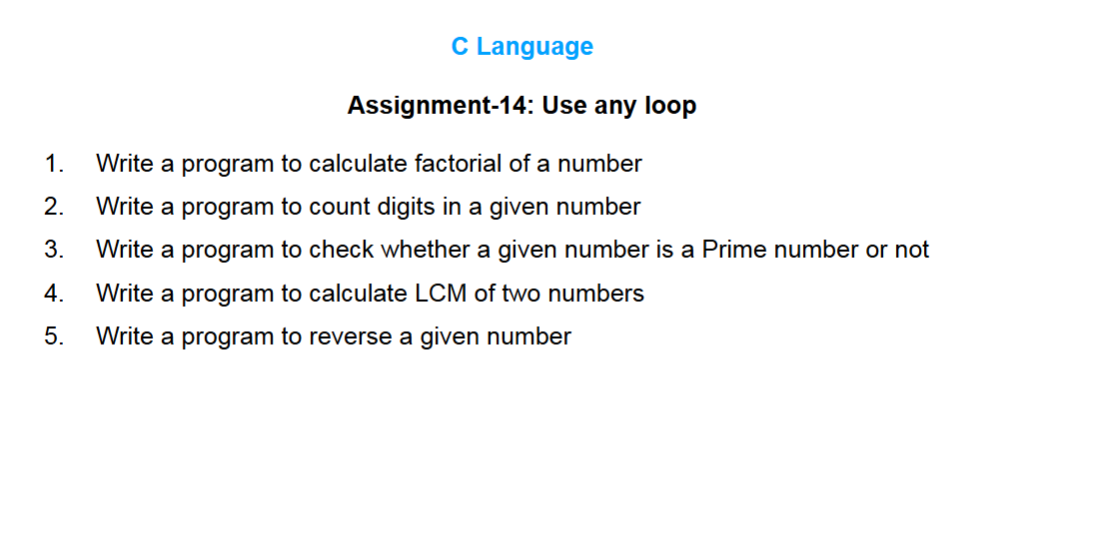 C Language
Assignment-14: Use any loop
1. Write a program to calculate factorial of a number
2. Write a program to count digits in a given number
3. Write a program to check whether a given number is a Prime number or not
4. Write a program to calculate LCM of two numbers
5. Write a program to reverse a given number